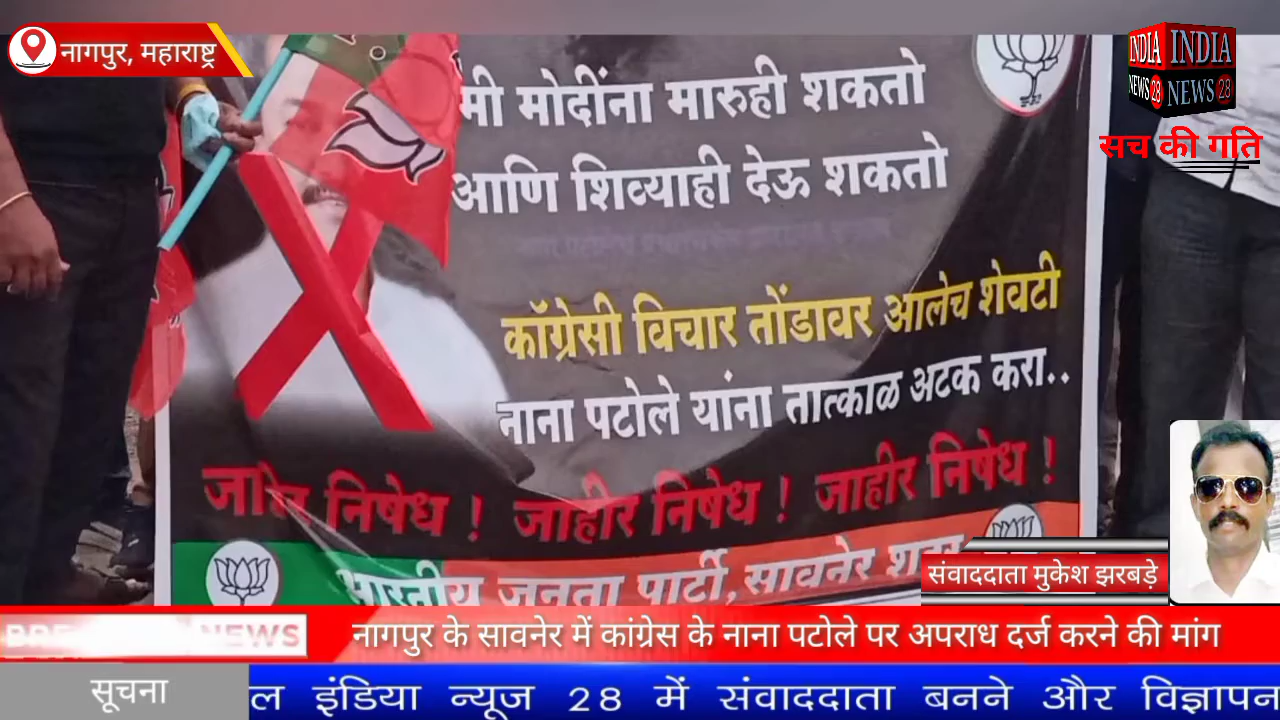 नागपुर, महाराष्ट्र
INDIA
NEWS 28
INDIA
NEWS 28
सच की गति
मी मोदींना मारुही शकतो
आणि शिव्याही देऊ शकतो
काँग्रेसी विचार तोंडावर आलेच शेवटी
नाना पटोले यांना तात्काळ अटक करा..
जाहीर निषेध ! जाहीर निषेध ! जाहीर निषेध !
भारतीय जनता पार्टी, सावनेर शहर
संवाददाता मुकेश झरबड़े
BREAKING NEWS
नागपुर के सावनेर में कांग्रेस के नाना पटोले पर अपराध दर्ज करने की मांग
सूचना
ल इंडिया न्यूज 28 में संवाददाता बनने और विज्ञापन